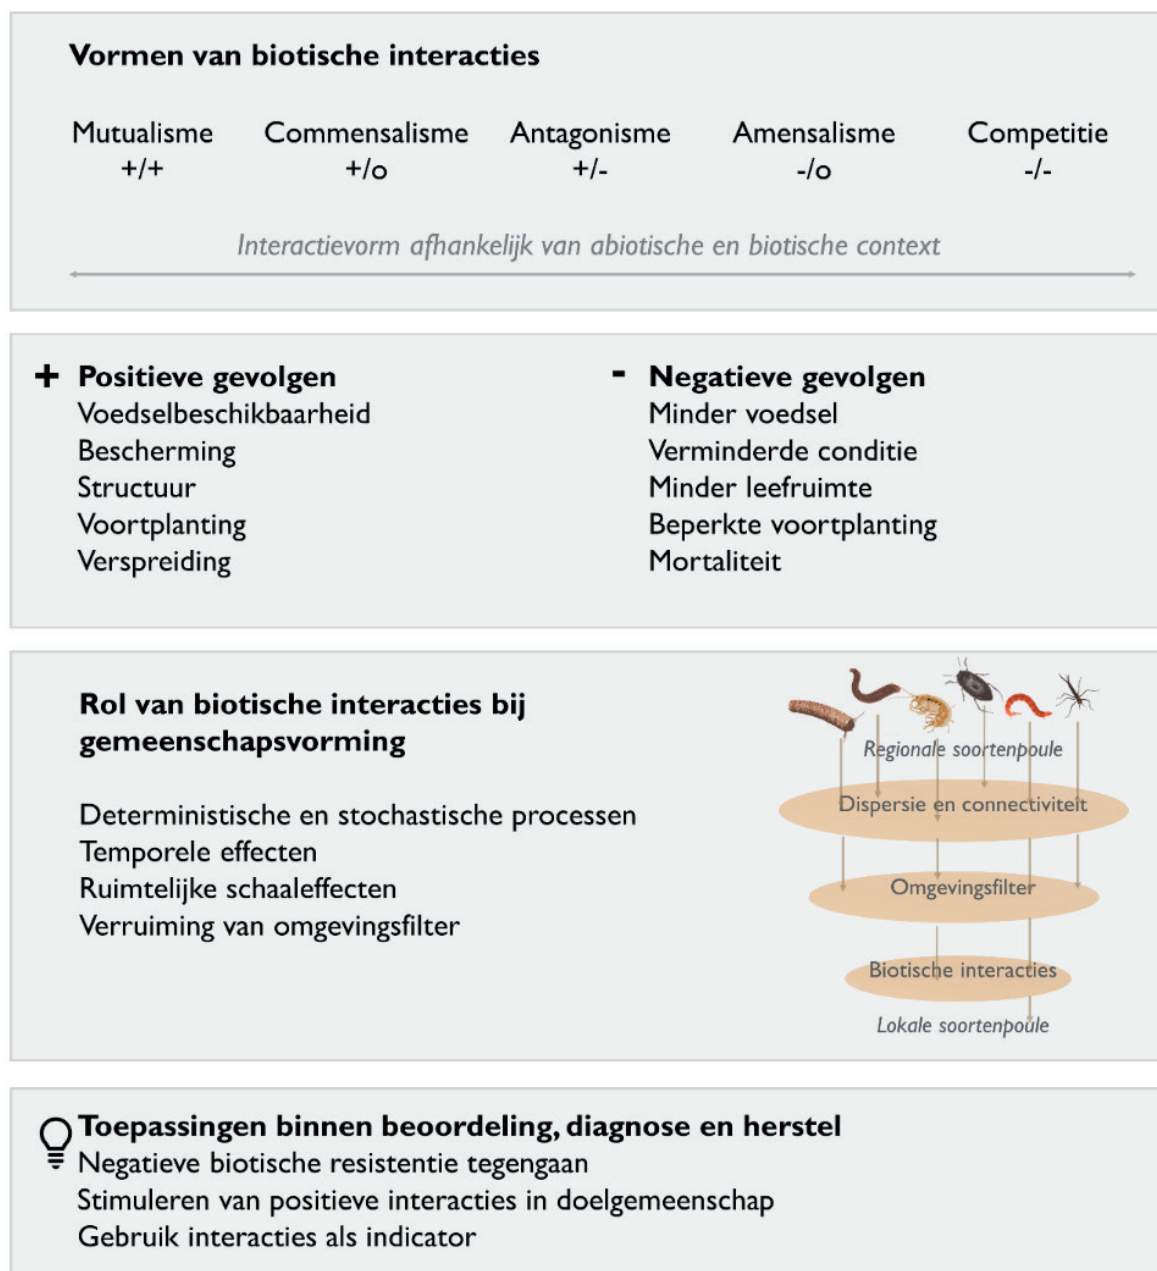 Vormen van biotische interacties
Mutualisme Commensalisme Antagonisme Amensalisme Competitie
+/+ +/o +/- -/o -/-
Interactievorm afhankelijk van abiotische en biotische context
+ Positieve gevolgen
Voedselbeschikbaarheid
Bescherming
Structuur
Voortplanting
Verspreiding
- Negatieve gevolgen
Minder voedsel
Verminderde conditie
Minder leefruimte
Beperkte voortplanting
Mortaliteit
Rol van biotische interacties bij
gemeenschapsvorming
Deterministische en stochastische processen
Temporele effecten
Ruimtelijke schaaleffecten
Verruiming van omgevingsfilter
Regionale soortenpoule
Dispersie en connectiviteit
Omgevingsfilter
Biotische interacties
Lokale soortenpoule
Toepassingen binnen beoordeling, diagnose en herstel
Negatieve biotische resistentie tegengaan
Stimuleren van positieve interacties in doelgemeenschap
Gebruik interacties als indicator